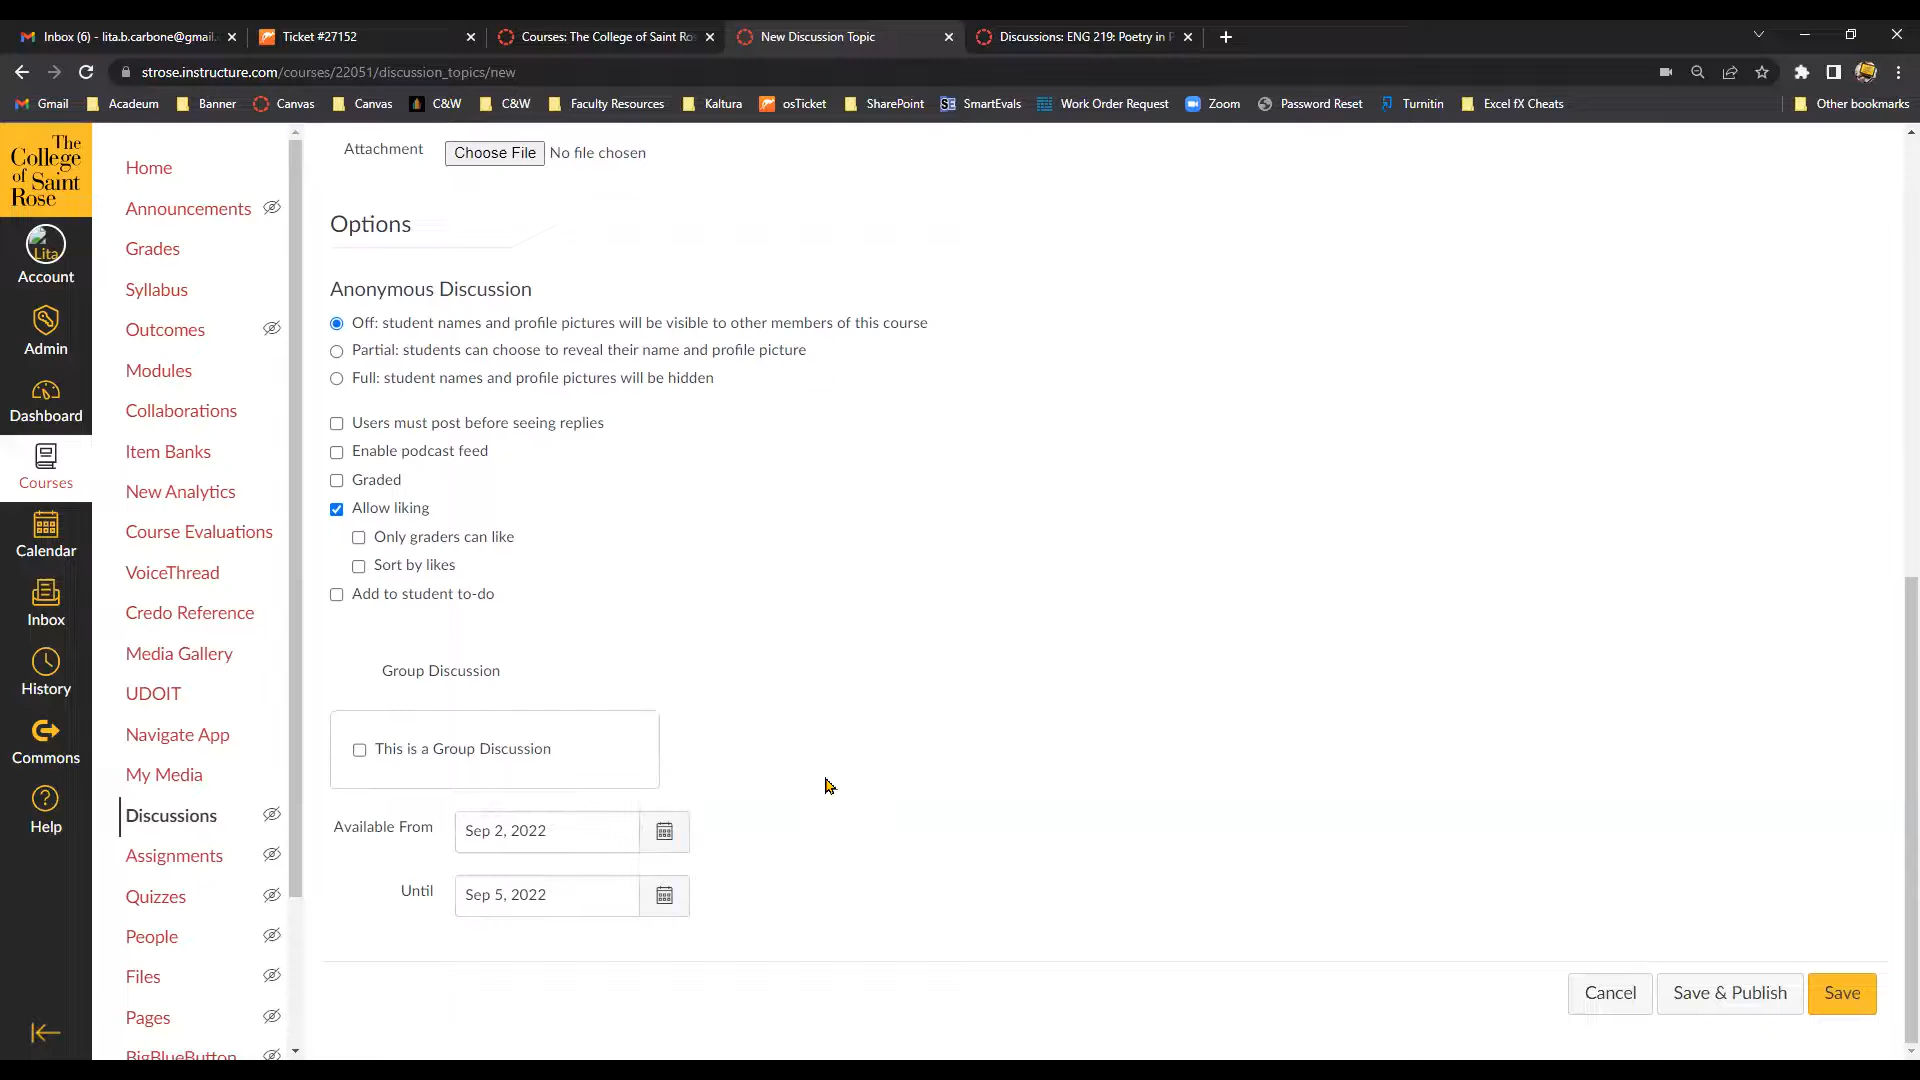 Inbox (6) - lita.b.carbone@gmail.
Ticket #27152
Courses: The College of Saint Ro
New Discussion Topic
Discussions: ENG 219: Poetry in P
strose.instructure.com/courses/22051/discussion_topics/new
Gmail
Acadeum
Banner
Canvas
Canvas
C&W
C&W
Faculty Resources
Kaltura
osTicket
SharePoint
SmartEvals
Work Order Request
Zoom
Password Reset
Turnitin
Excel fX Cheats
Other bookmarks
The
College
of Saint
Rose
Lita
Account
Admin
Dashboard
Courses
Calendar
Inbox
History
Commons
Help
Home
Announcements
Grades
Syllabus
Outcomes
Modules
Collaborations
Item Banks
New Analytics
Course Evaluations
VoiceThread
Credo Reference
Media Gallery
UDOIT
Navigate App
My Media
Discussions
Assignments
Quizzes
People
Files
Pages
BigBlueButton
Attachment
Choose File No file chosen
Options
Anonymous Discussion
Off: student names and profile pictures will be visible to other members of this course
Partial: students can choose to reveal their name and profile picture
Full: student names and profile pictures will be hidden
Users must post before seeing replies
Enable podcast feed
Graded
Allow liking
Only graders can like
Sort by likes
Add to student to-do
Group Discussion
This is a Group Discussion
Available From
Sep 2, 2022
Until
Sep 5, 2022
Cancel
Save & Publish
Save